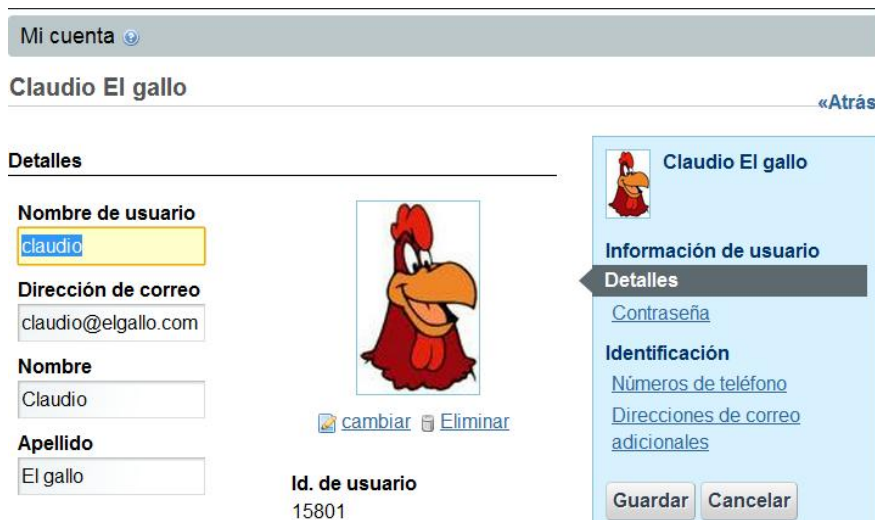 Mi cuenta
Claudio El gallo
«Atrás
Detalles
Nombre de usuario
claudio
Dirección de correo
claudio@elgallo.com
Nombre
Claudio
Apellido
El gallo
cambiar Eliminar
Id. de usuario
15801
Claudio El gallo
Información de usuario
Detalles
Contraseña
Identificación
Números de teléfono
Direcciones de correo
adicionales
Guardar Cancelar